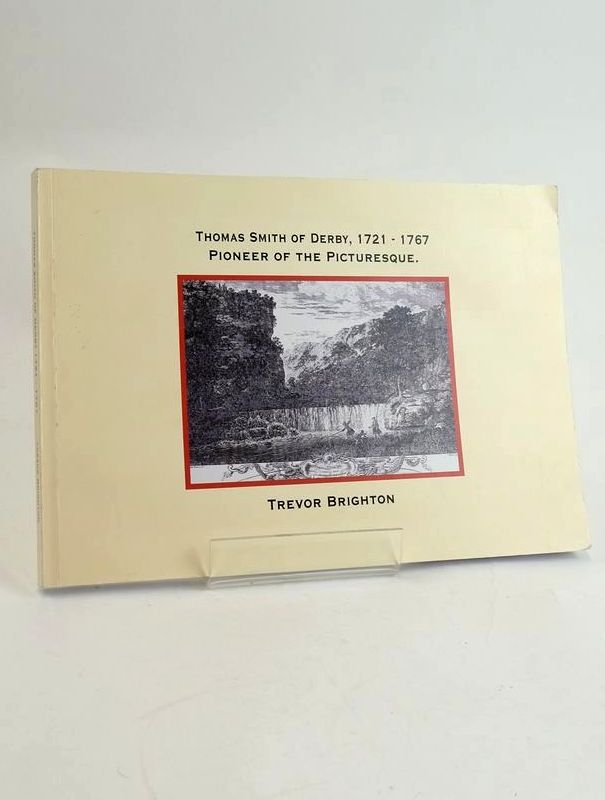 THOMAS SMITH OF DERBY, 1721 - 1767
PIONEER OF THE PICTURESQUE.
TREVOR BRIGHTON